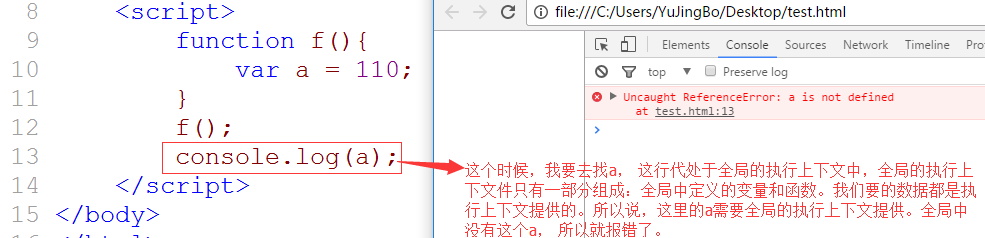 8 <script>
9 function f(){
10 var a = 110;
11 }
12 f();
13 console.log(a);
14 </script>
15 </body>
file:///C:/Users/YuJingBo/Desktop/test.html
Elements Console Sources Network Timeline
top ▼ Preserve log
Uncaught ReferenceError: a is not defined
at test.html:13
>
这个时候，我要去找a， 这行代处于全局的执行上下文中，全局的执行上
下文件只有一部分组成：全局中定义的变量和函数。我们要的数据都是执
行上下文提供的。所以说，这里的a需要全局的执行上下文提供。全局中
没有这个a， 所以就报错了。